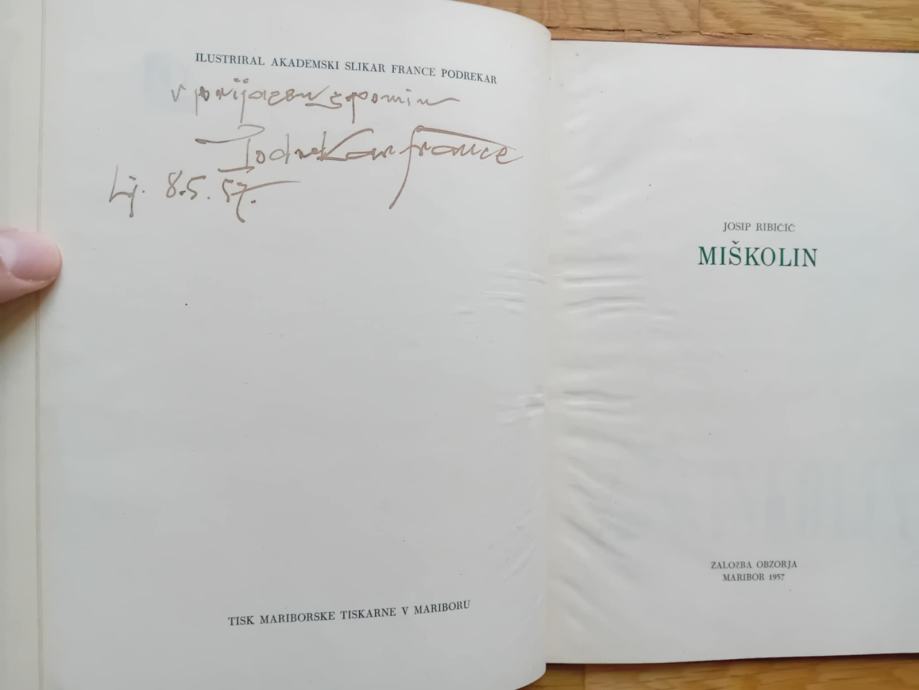 ILUSTRIRAL AKADEMSKI SLIKAR FRANCE PODREKAR
v prijazen spomin
Podrekar france
Lj. 8.5.57.
TISK MARIBORSKE TISKARNE V MARIBORU
JOSIP RIBIČIČ
MIŠKOLIN
ZALOŽBA OBZORJA
MARIBOR 1957